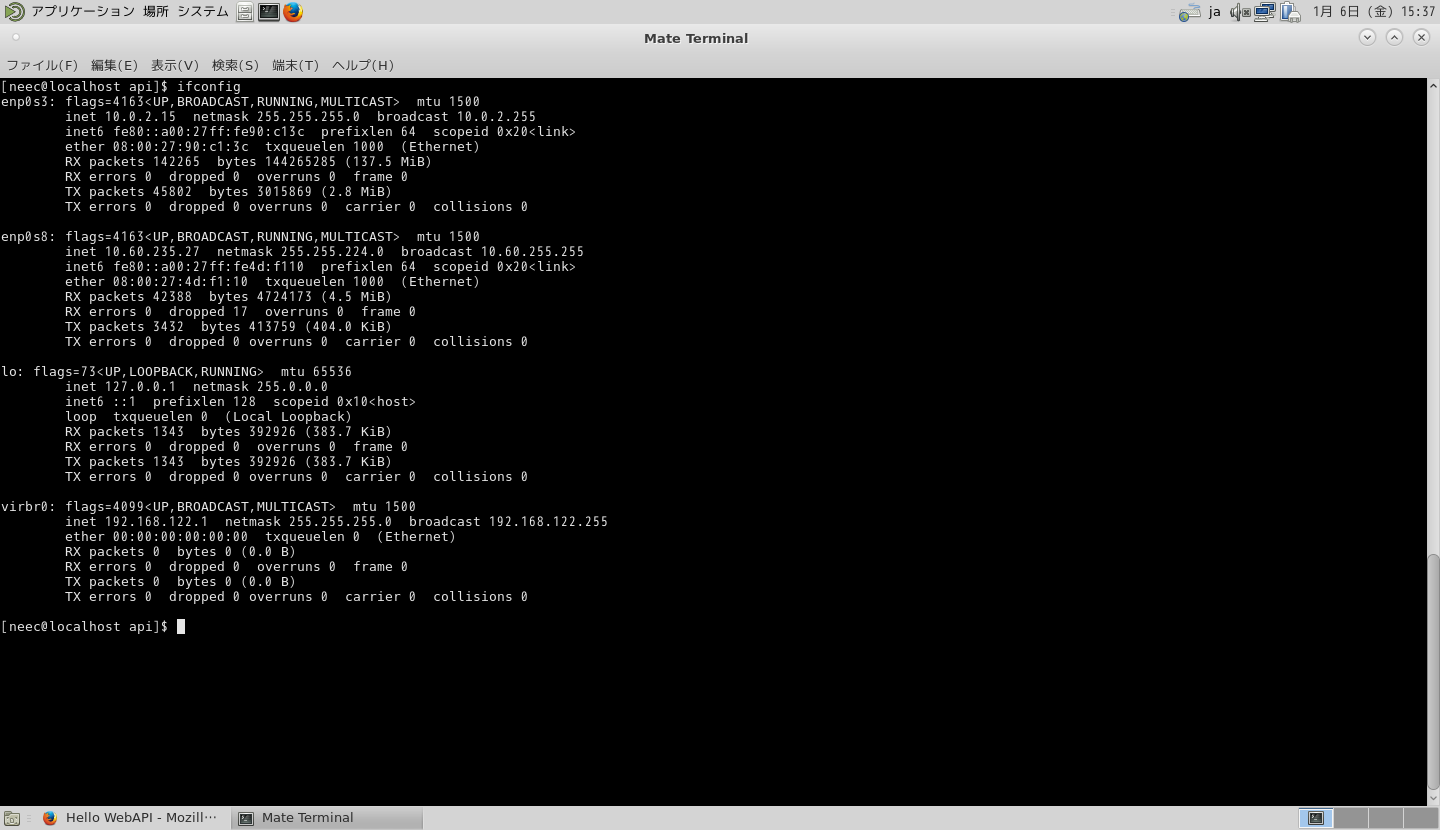 アプリケーション 場所 システム
ja
1月 6日 (金) 15:37
Mate Terminal
ファイル(F) 編集(E) 表示(V) 検索(S) 端末(T) ヘルプ(H)
[neec@localhost api]$ ifconfig
enp0s3: flags=4163<UP,BROADCAST,RUNNING,MULTICAST>  mtu 1500
        inet 10.0.2.15  netmask 255.255.255.0  broadcast 10.0.2.255
        inet6 fe80::a00:27ff:fe90:c13c  prefixlen 64  scopeid 0x20<link>
        ether 08:00:27:90:c1:3c  txqueuelen 1000  (Ethernet)
        RX packets 142265  bytes 144265285 (137.5 MiB)
        RX errors 0  dropped 0  overruns 0  frame 0
        TX packets 45802  bytes 3015869 (2.8 MiB)
        TX errors 0  dropped 0 overruns 0  carrier 0  collisions 0
enp0s8: flags=4163<UP,BROADCAST,RUNNING,MULTICAST>  mtu 1500
        inet 10.60.235.27  netmask 255.255.224.0  broadcast 10.60.255.255
        inet6 fe80::a00:27ff:fe4d:f110  prefixlen 64  scopeid 0x20<link>
        ether 08:00:27:4d:f1:10  txqueuelen 1000  (Ethernet)
        RX packets 42388  bytes 4724173 (4.5 MiB)
        RX errors 0  dropped 17  overruns 0  frame 0
        TX packets 3432  bytes 413759 (404.0 KiB)
        TX errors 0  dropped 0 overruns 0  carrier 0  collisions 0
lo: flags=73<UP,LOOPBACK,RUNNING>  mtu 65536
        inet 127.0.0.1  netmask 255.0.0.0
        inet6 ::1  prefixlen 128  scopeid 0x10<host>
        loop  txqueuelen 0  (Local Loopback)
        RX packets 1343  bytes 392926 (383.7 KiB)
        RX errors 0  dropped 0  overruns 0  frame 0
        TX packets 1343  bytes 392926 (383.7 KiB)
        TX errors 0  dropped 0 overruns 0  carrier 0  collisions 0
virbr0: flags=4099<UP,BROADCAST,MULTICAST>  mtu 1500
        inet 192.168.122.1  netmask 255.255.255.0  broadcast 192.168.122.255
        ether 00:00:00:00:00:00  txqueuelen 0  (Ethernet)
        RX packets 0  bytes 0 (0.0 B)
        RX errors 0  dropped 0  overruns 0  frame 0
        TX packets 0  bytes 0 (0.0 B)
        TX errors 0  dropped 0 overruns 0  carrier 0  collisions 0
[neec@localhost api]$
Hello WebAPI - Mozill… Mate Terminal